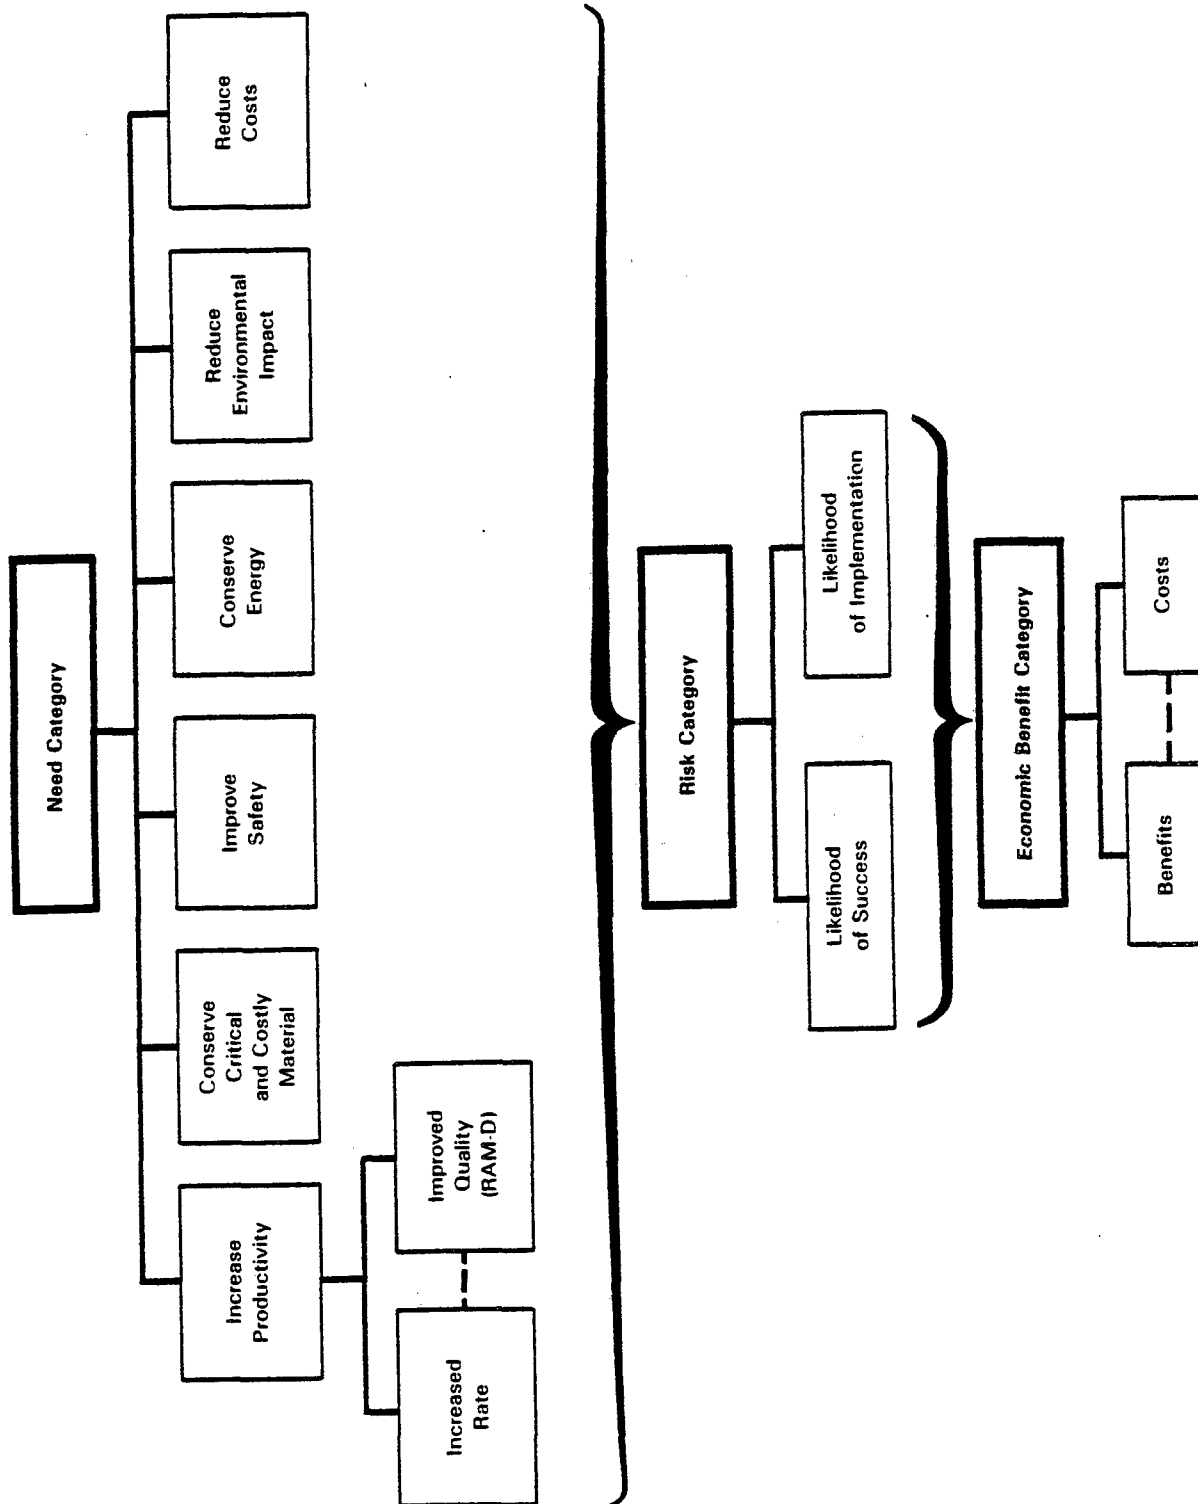 Need Category
Increase
Productivity
Conserve
Critical
and Costly
Material
Improve
Safety
Conserve
Energy
Reduce
Environmental
Impact
Reduce
Costs
Increased
Rate
Improved
Quality
(RAM-D)
Risk Category
Likelihood
of Success
Likelihood
of Implementation
Economic Benefit Category
Benefits
Costs